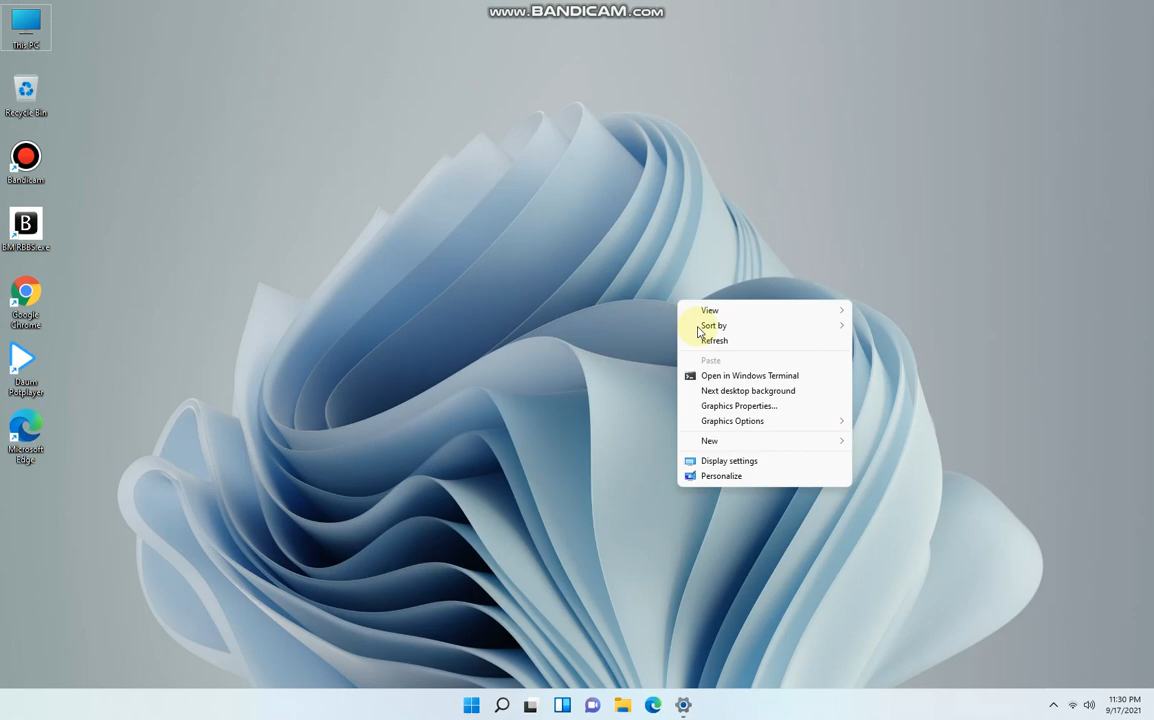 www.BANDICAM.com
This PC
Recycle Bin
Bandicam
B
BM RBBS.exe
Google
Chrome
Daum
Potplayer
Microsoft
Edge
View
Sort by
Refresh
Paste
Open in Windows Terminal
Next desktop background
Graphics Properties...
Graphics Options
New
Display settings
Personalize
11:30 PM
9/17/2021